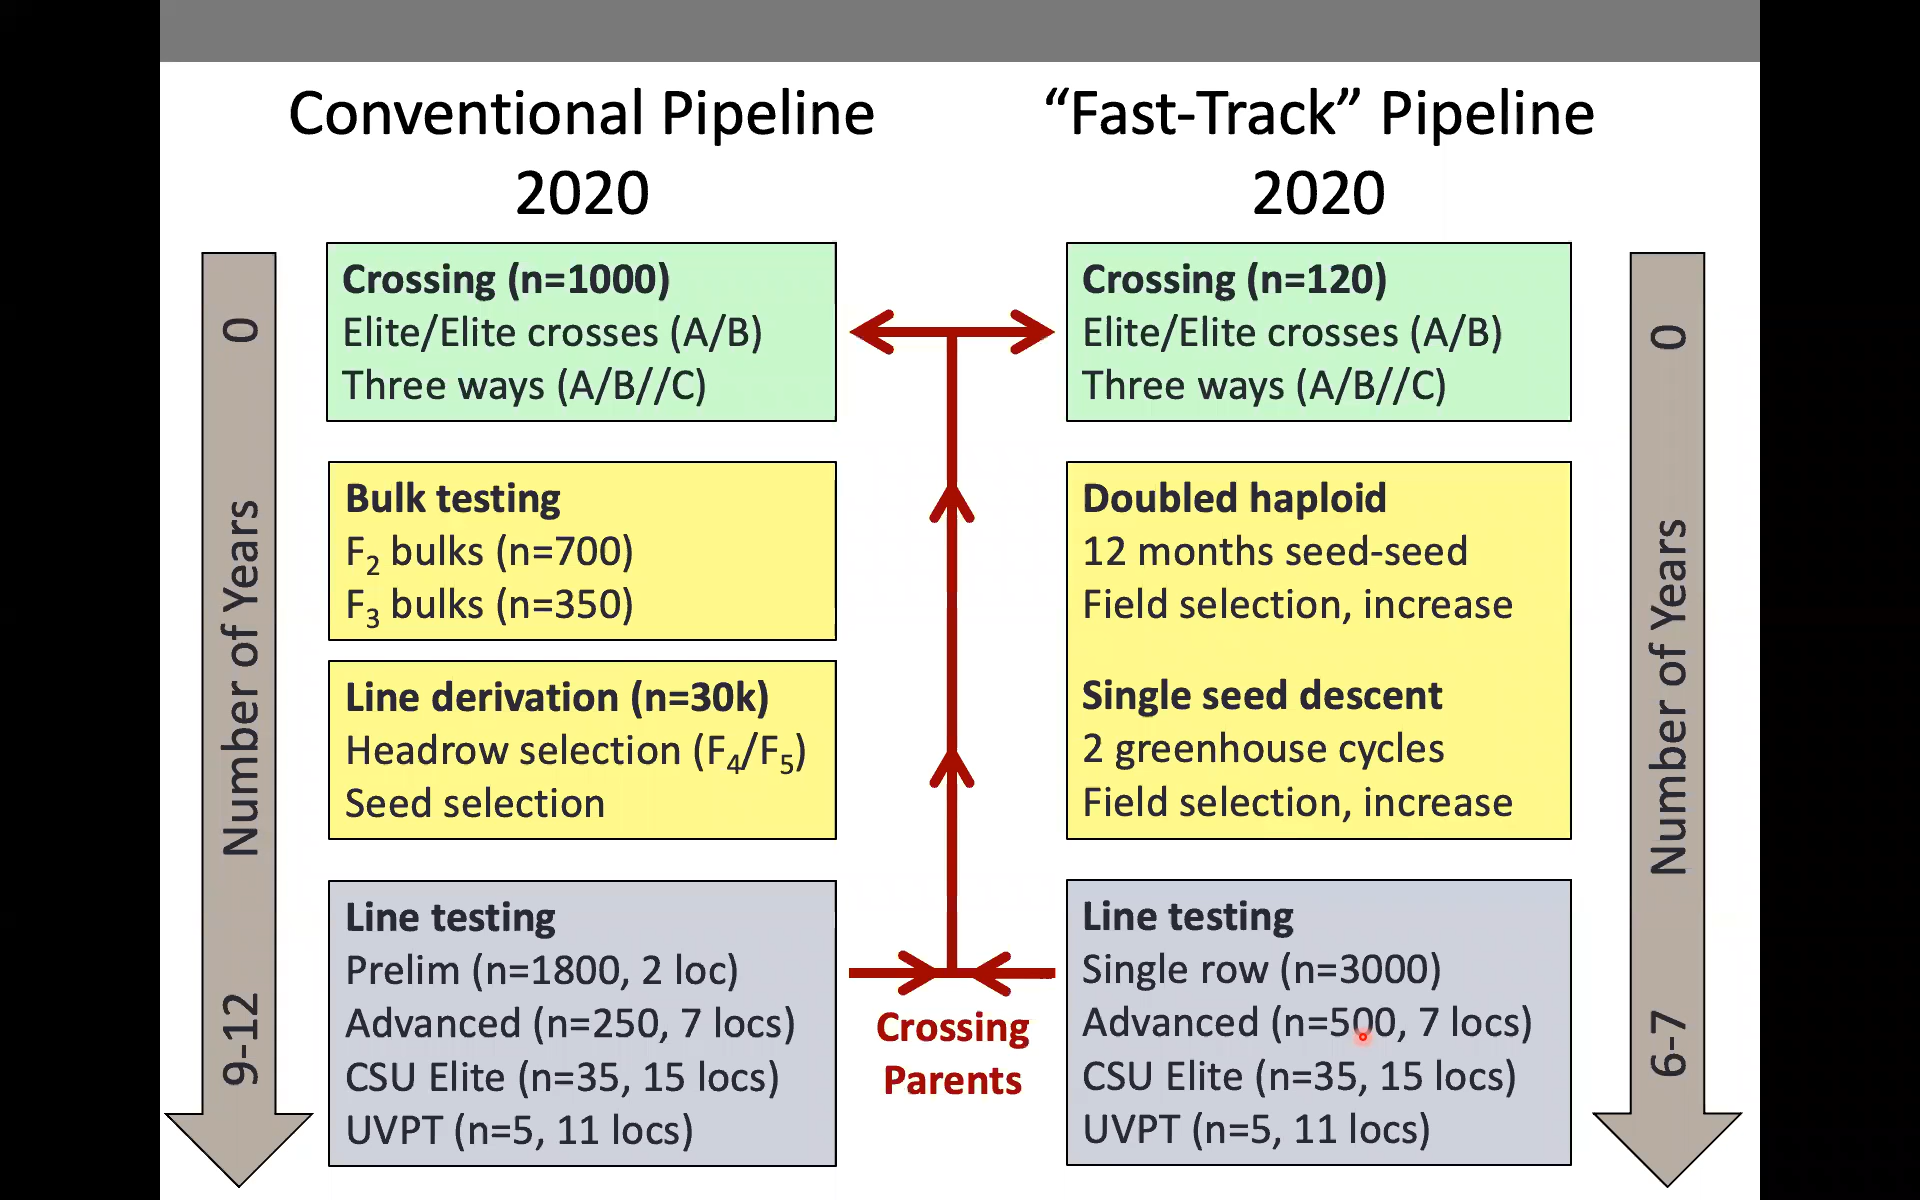 Conventional Pipeline
2020
"Fast-Track" Pipeline
2020
0
Number of Years
9-12
Crossing (n=1000)
Elite/Elite crosses (A/B)
Three ways (A/B//C)
Bulk testing
F2 bulks (n=700)
F3 bulks (n=350)
Line derivation (n=30k)
Headrow selection (F4/F5)
Seed selection
Line testing
Prelim (n=1800, 2 loc)
Advanced (n=250, 7 locs)
CSU Elite (n=35, 15 locs)
UVPT (n=5, 11 locs)
Crossing
Parents
Crossing (n=120)
Elite/Elite crosses (A/B)
Three ways (A/B//C)
Doubled haploid
12 months seed-seed
Field selection, increase
Single seed descent
2 greenhouse cycles
Field selection, increase
Line testing
Single row (n=3000)
Advanced (n=500, 7 locs)
CSU Elite (n=35, 15 locs)
UVPT (n=5, 11 locs)
0
Number of Years
6-7